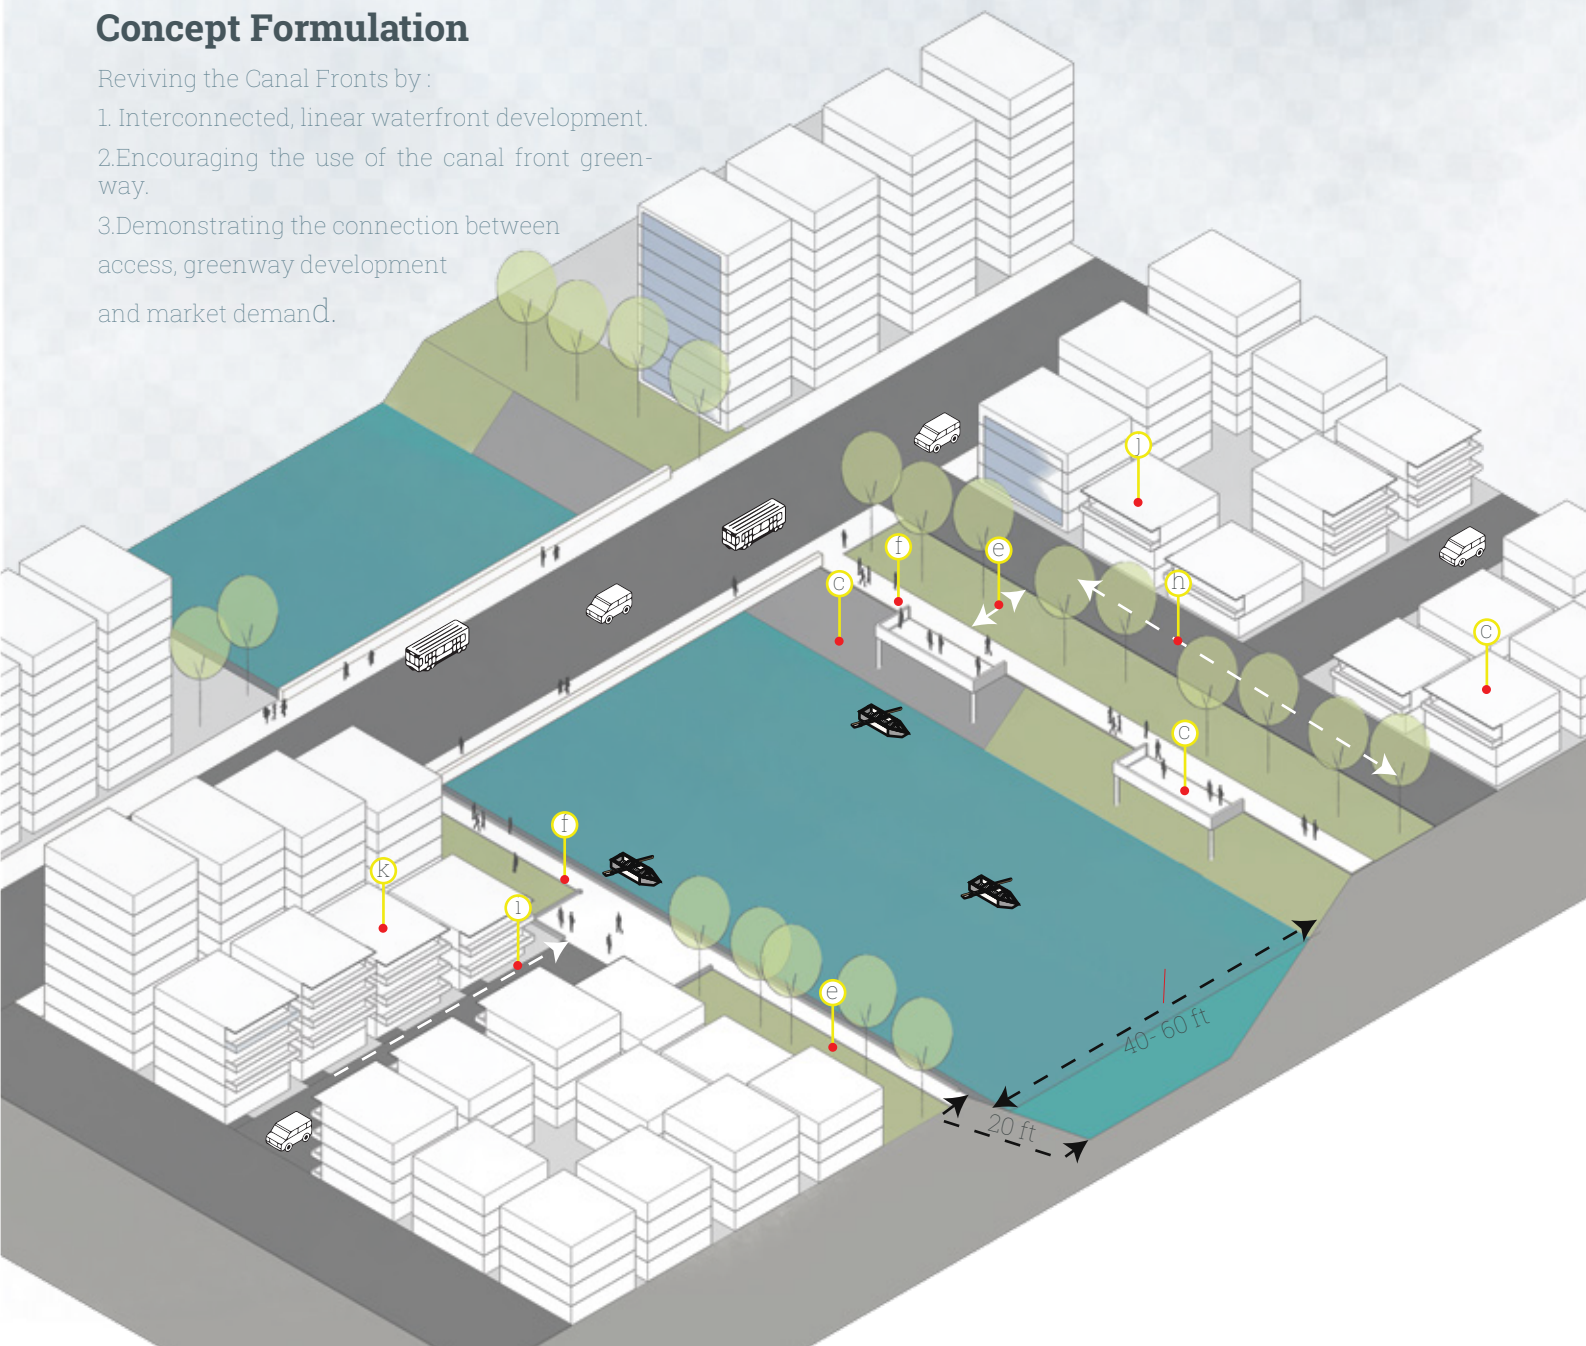 Concept Formulation
Reviving the Canal Fronts by :
1. Interconnected, linear waterfront development.
2.Encouraging the use of the canal front green-
way.
3.Demonstrating the connection between
access, greenway development
and market demand.
j
f
e
c
h
c
c
f
k
l
e
40- 60 ft
20 ft